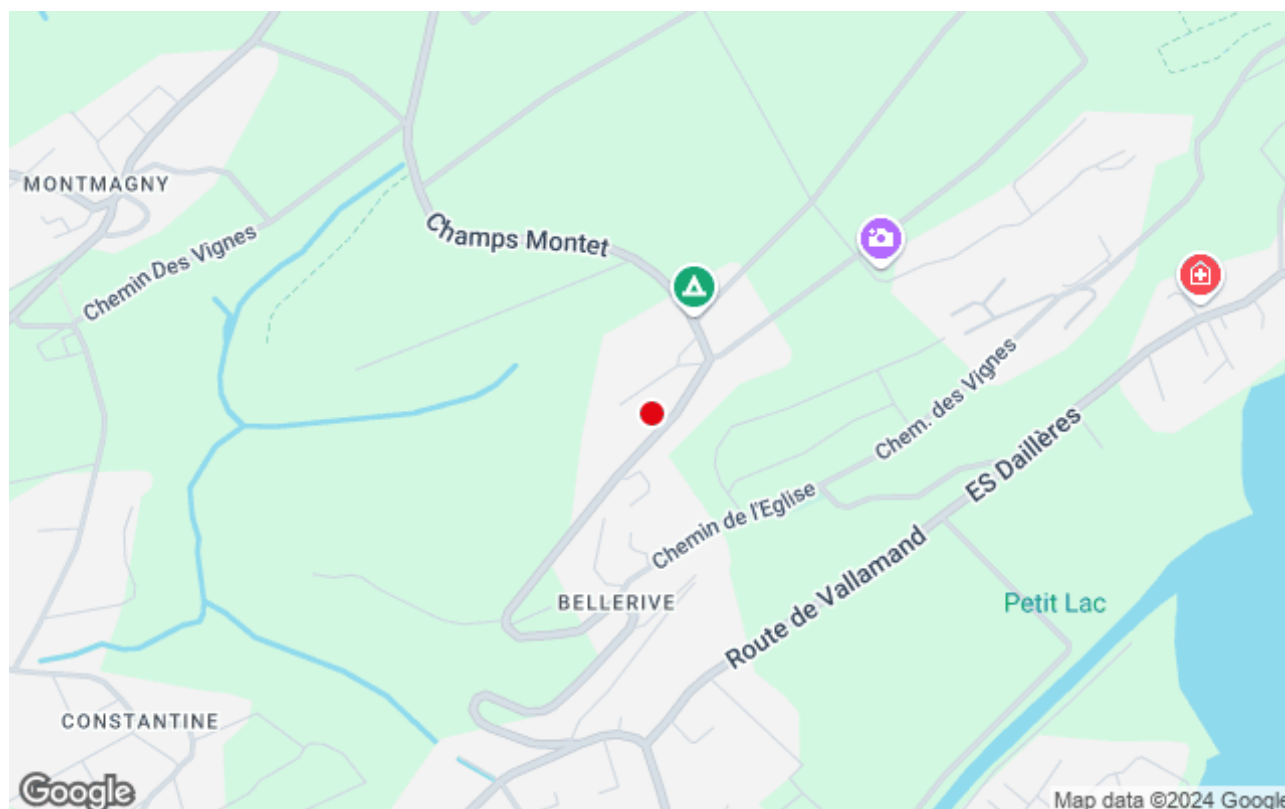 MONTMAGNY
Chemin Des Vignes
Champs Montet
Chem. des Vignes
ES Daillères
Chemin de l'Eglise
Route de Vallamand
BELLERIVE
Petit Lac
CONSTANTINE
Google
Map data ©2024 Google